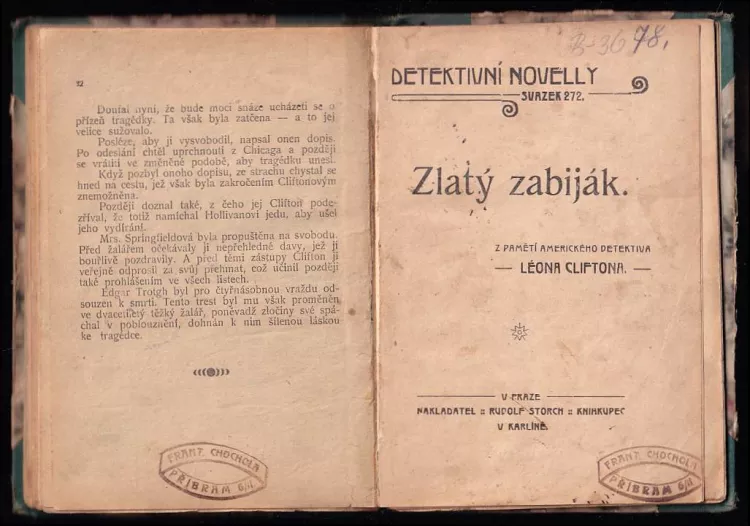 12
Doufal nyní, že bude moci snáze ucházeti se o
přízeň tragédky. Ta však byla zatčena — a to jej
velice sužovalo.
Posléze, aby ji vysvobodil, napsal onen dopis.
Po odeslání chtěl uprchnouti z Chicaga a později
se vrátiti ve změněné podobě, aby tragédku unesl.
Když pozbyl onoho dopisu, ze strachu chystal se
hned na cestu, jež však byla zakročením Cliftonovým
znemožněna.
Později doznal také, z čeho jej Clifton pode-
zříval, že totiž namíchal Hollivanovi jedu, aby ušel
jeho vydírání.
Mrs. Springfieldová byla propuštěna na svobodu.
Před žalářem očekávaly ji nepřehledné davy, jež ji
bouřlivě pozdravily. A před těmi zástupy Clifton ji
veřejně odprosil za svůj přehmat, což učinil později
také prohlášením ve všech listech.
Edgar Trotgh byl pro čtyřnásobnou vraždu od-
souzen k smrti. Tento trest byl mu však proměněn
ve dvacetiletý těžký žalář, poněvadž zločiny své spá-
chal v poblouznění, dohnán k nim šílenou láskou
ke tragédce.
FRANT. CHOCHOLA
PŘÍBRAM 6/II.
B-3678.
DETEKTIVNÍ NOVELLY
SVAZEK 272.
Zlatý zabiják.
Z PAMĚTÍ AMERICKÉHO DETEKTIVA
— LÉONA CLIFTONA. —
V PRAZE
NAKLADATEL :: RUDOLF STORCH :: KNIHKUPEC
V KARLÍNĚ.
FRANT. CHOCHOLA
PŘÍBRAM 6/II.